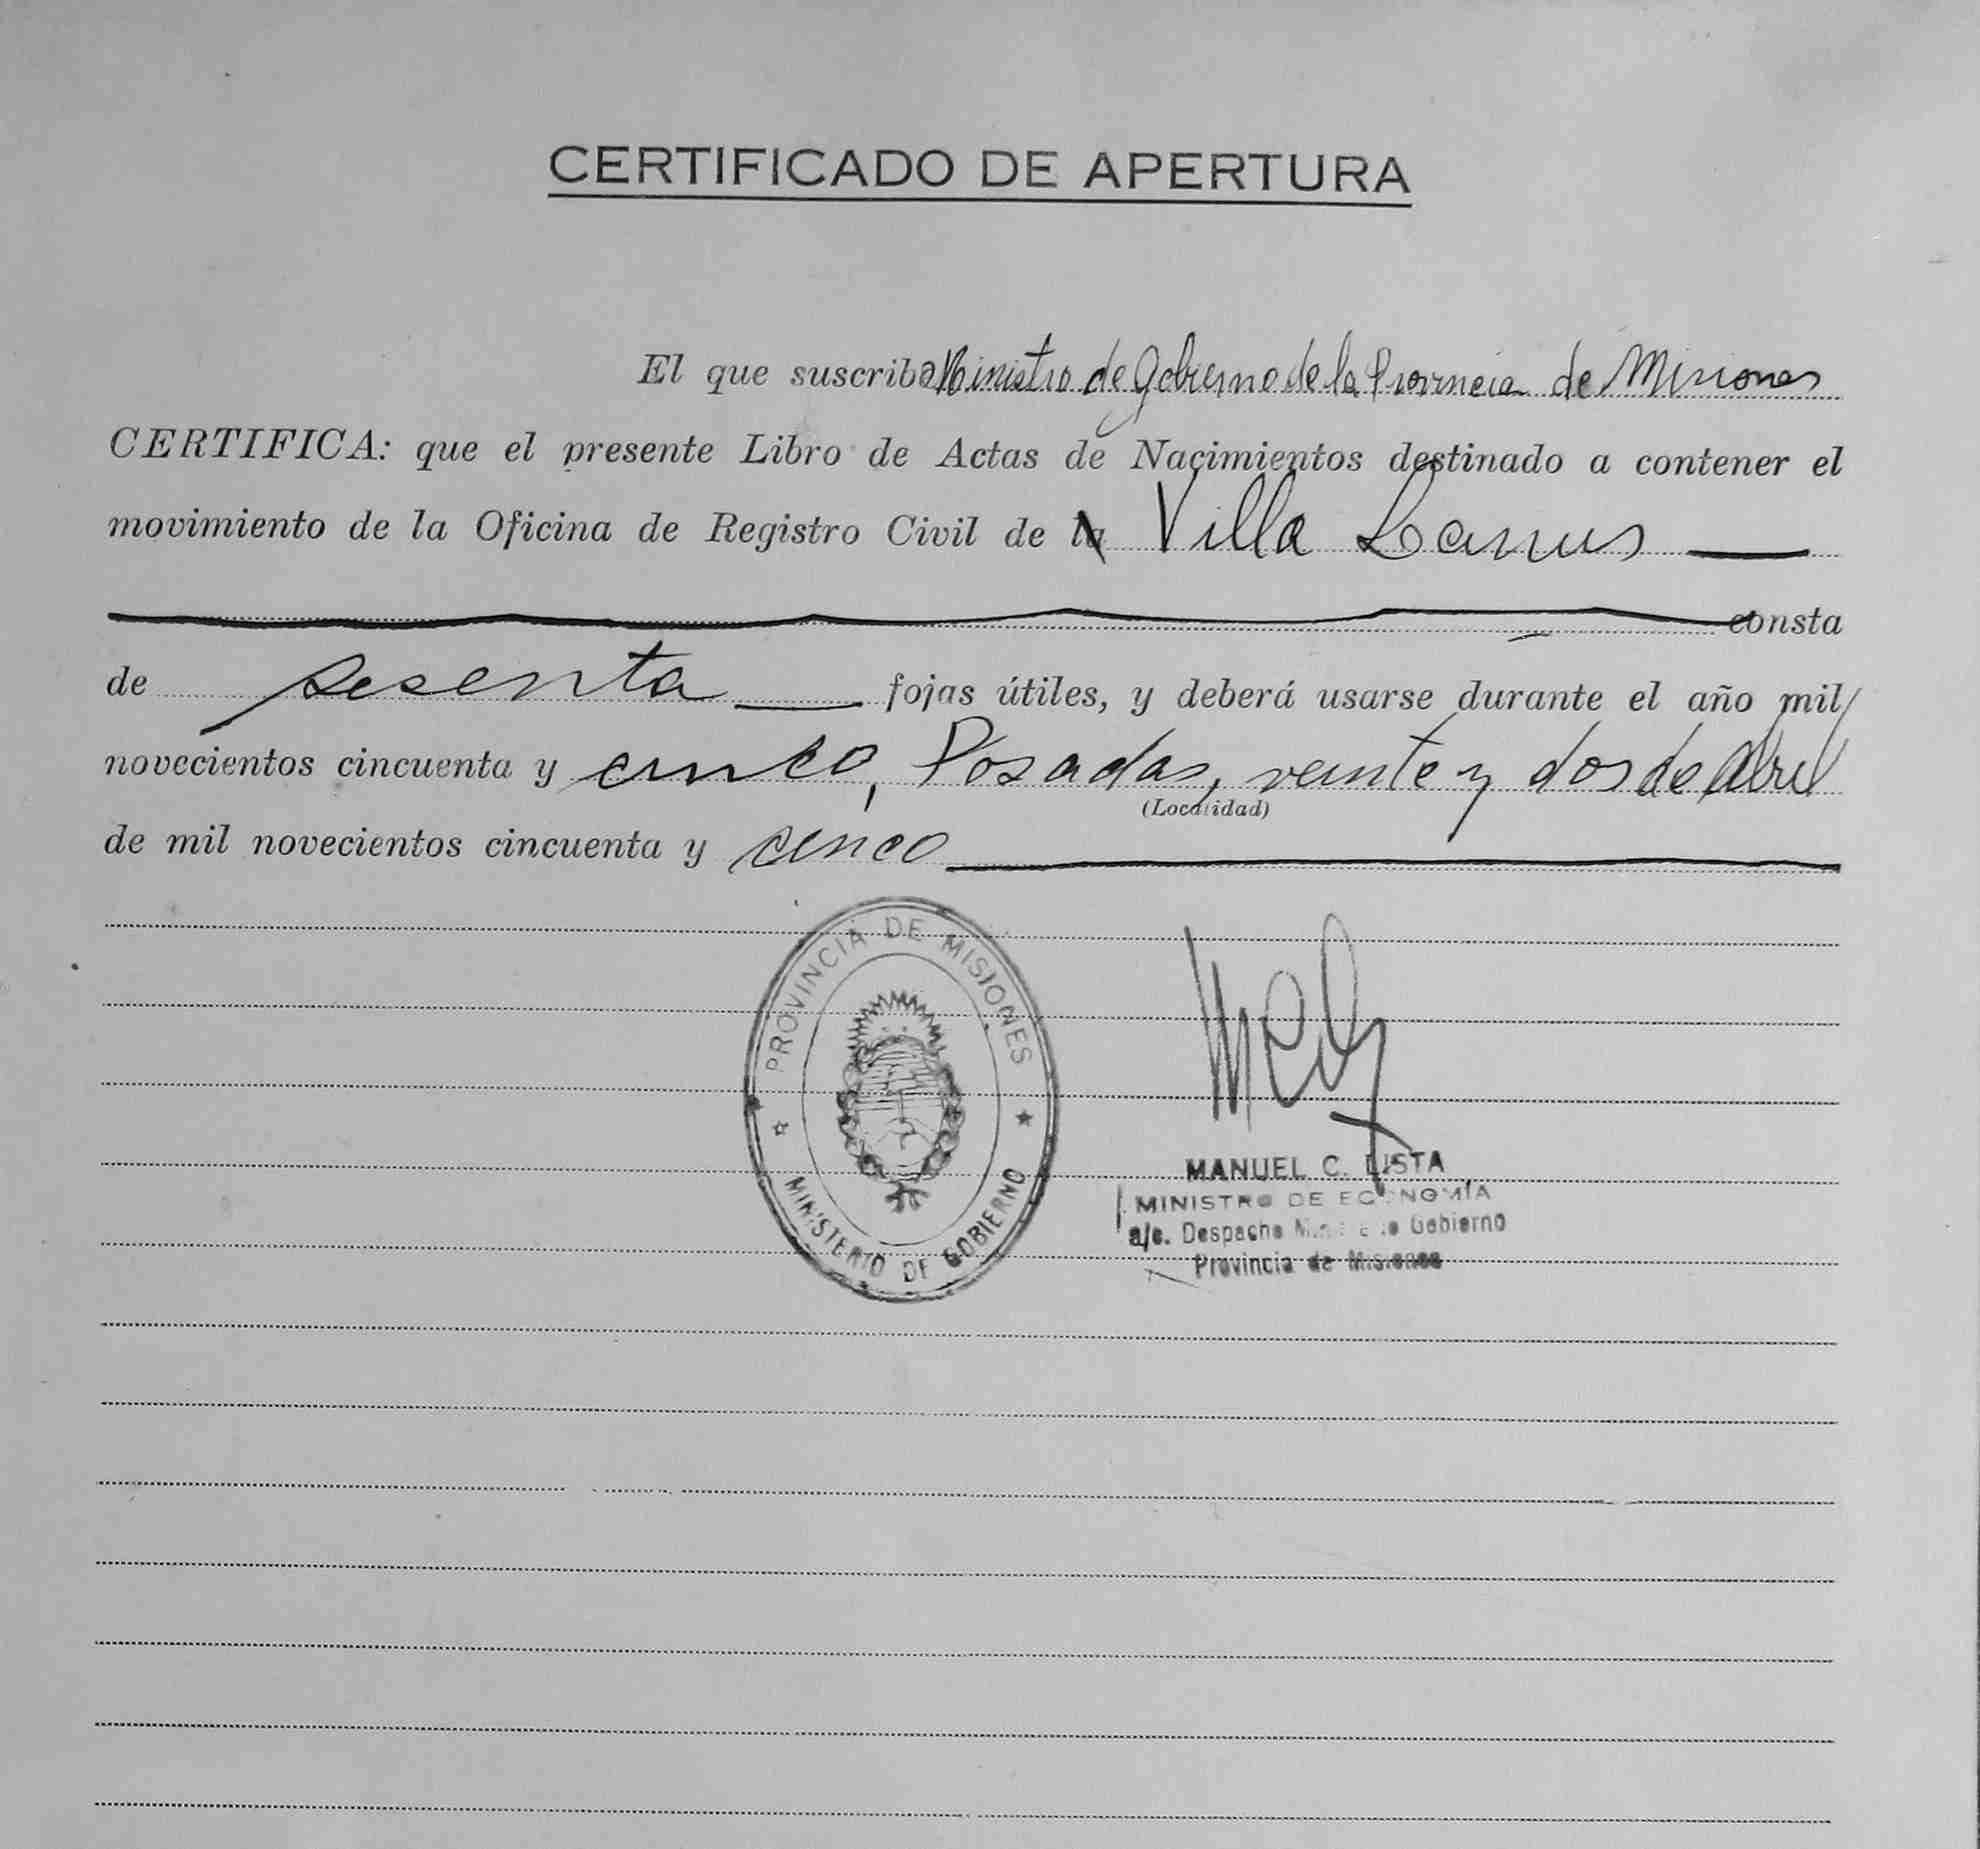 CERTIFICADO DE APERTURA
El que suscribe Ministro de Gobierno de la Provincia de Misiones
CERTIFICA: que el presente Libro de Actas de Nacimientos destinado a contener el
movimiento de la Oficina de Registro Civil de la Villa Lanus
consta
de sesenta fojas útiles, y deberá usarse durante el año mil
novecientos cincuenta y cinco, Posadas, veinte y dos de Abril
(Localidad)
de mil novecientos cincuenta y cinco
PROVINCIA DE MISIONES
MINISTERIO DE GOBIERNO
MANUEL C. LISTA
MINISTRO DE ECONOMÍA
a/c. Despacho Gobierno
Provincia de Misiones